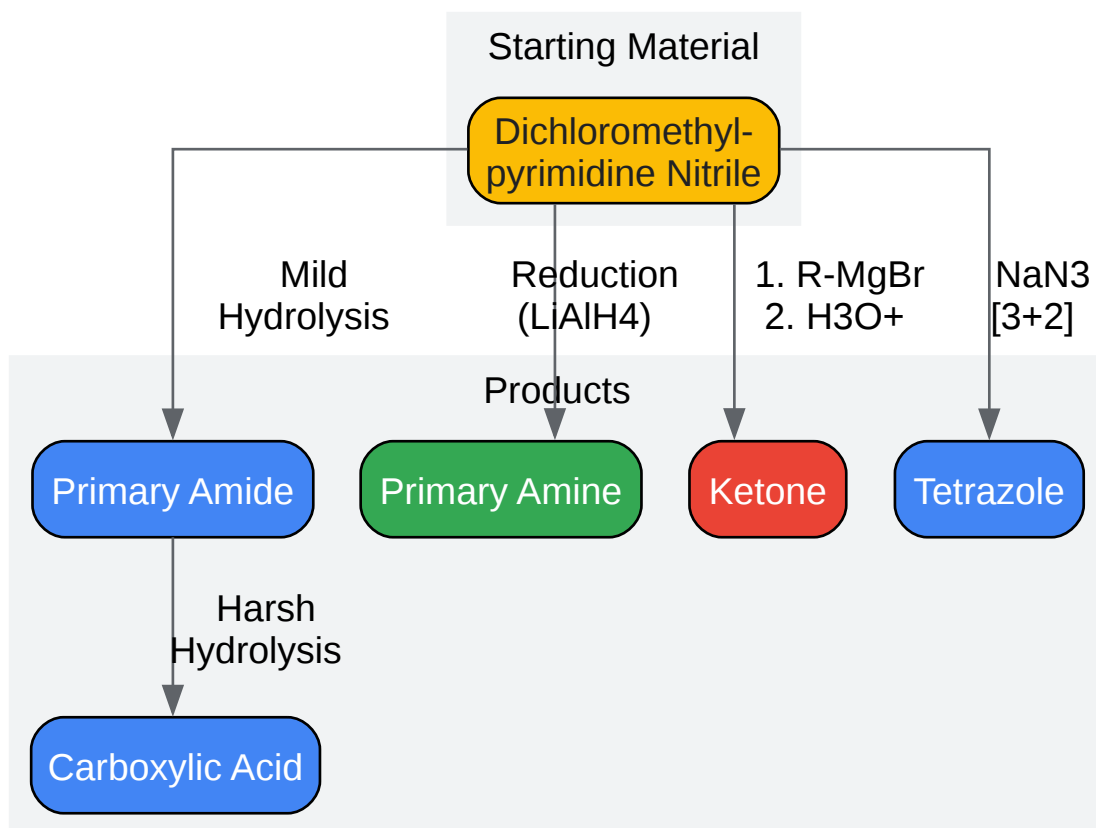 Starting Material
Dichloromethyl-
pyrimidine Nitrile
Mild
Hydrolysis
Reduction
(LiAlH4)
1. R-MgBr
2. H3O+
NaN3
[3+2]
Products
Primary Amide
Primary Amine
Ketone
Tetrazole
Harsh
Hydrolysis
Carboxylic Acid